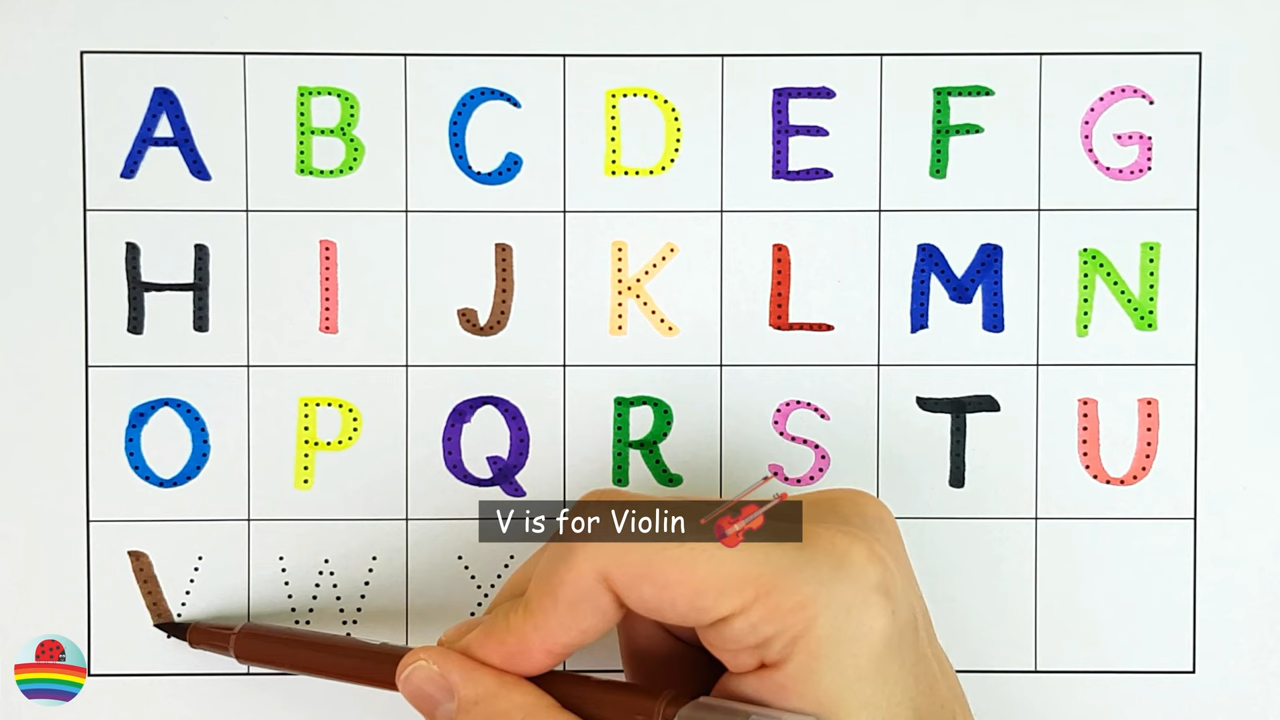 A B C D E F G
H I J K L M N
O P Q R S T U
V W X
V is for Violin